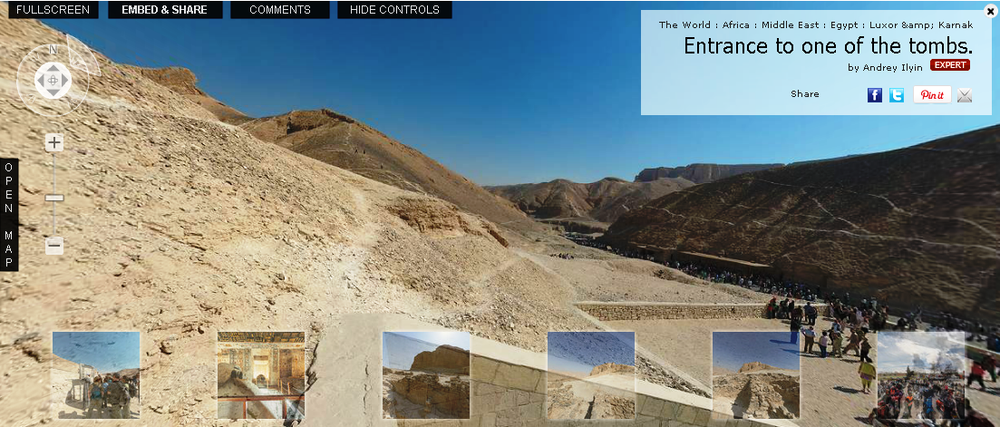 FULLSCREEN
EMBED & SHARE
COMMENTS
HIDE CONTROLS
The World : Africa : Middle East : Egypt : Luxor &amp; Karnak
Entrance to one of the tombs.
by Andrey Ilyin EXPERT
Share
f t Pin it
N
OPEN MAP